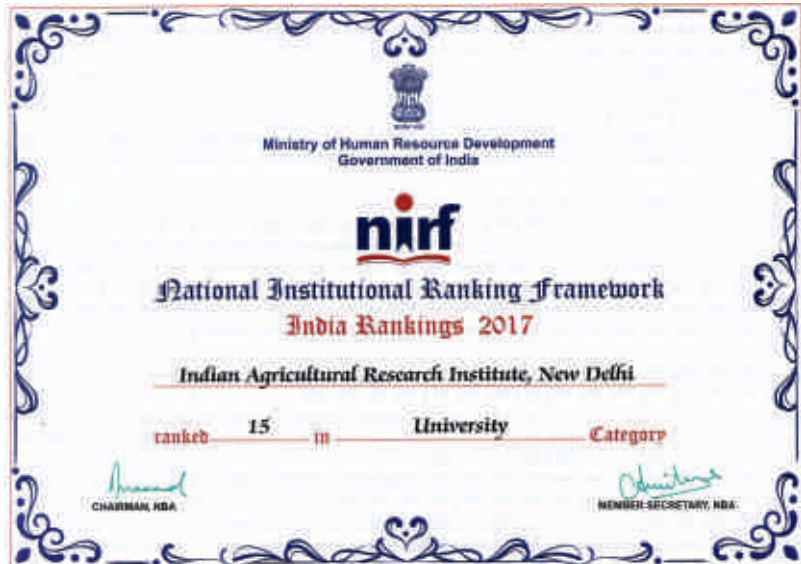 Ministry of Human Resource Development
Government of India
nirf
National Institutional Ranking Framework
India Rankings 2017
Indian Agricultural Research Institute, New Delhi
ranked 15 in University Category
CHAIRMAN, NBA
MEMBER SECRETARY, NBA